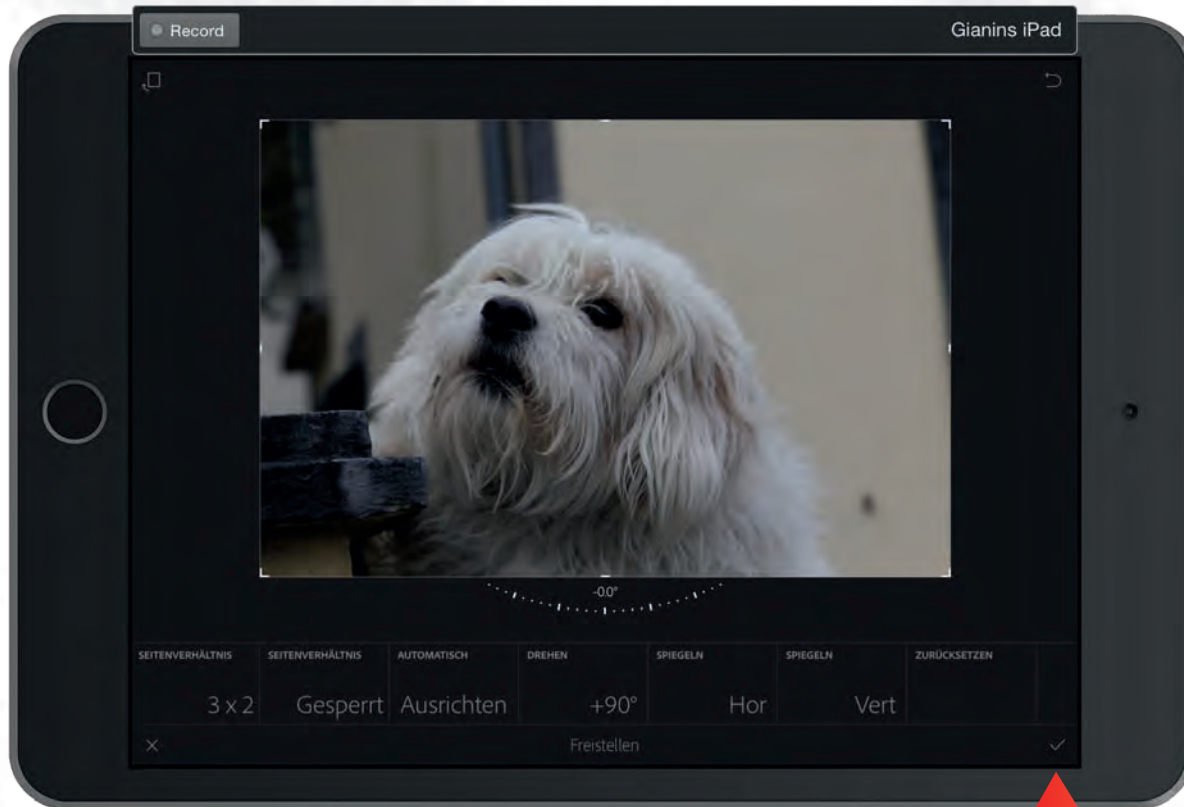 Record
Gianins iPad
-0.0°
SEITENVERHÄLTNIS SEITENVERHÄLTNIS AUTOMATISCH DREHEN SPIEGELN SPIEGELN ZURÜCKSETZEN
3 x 2 Gesperrt Ausrichten +90° Hor Vert
Freistellen